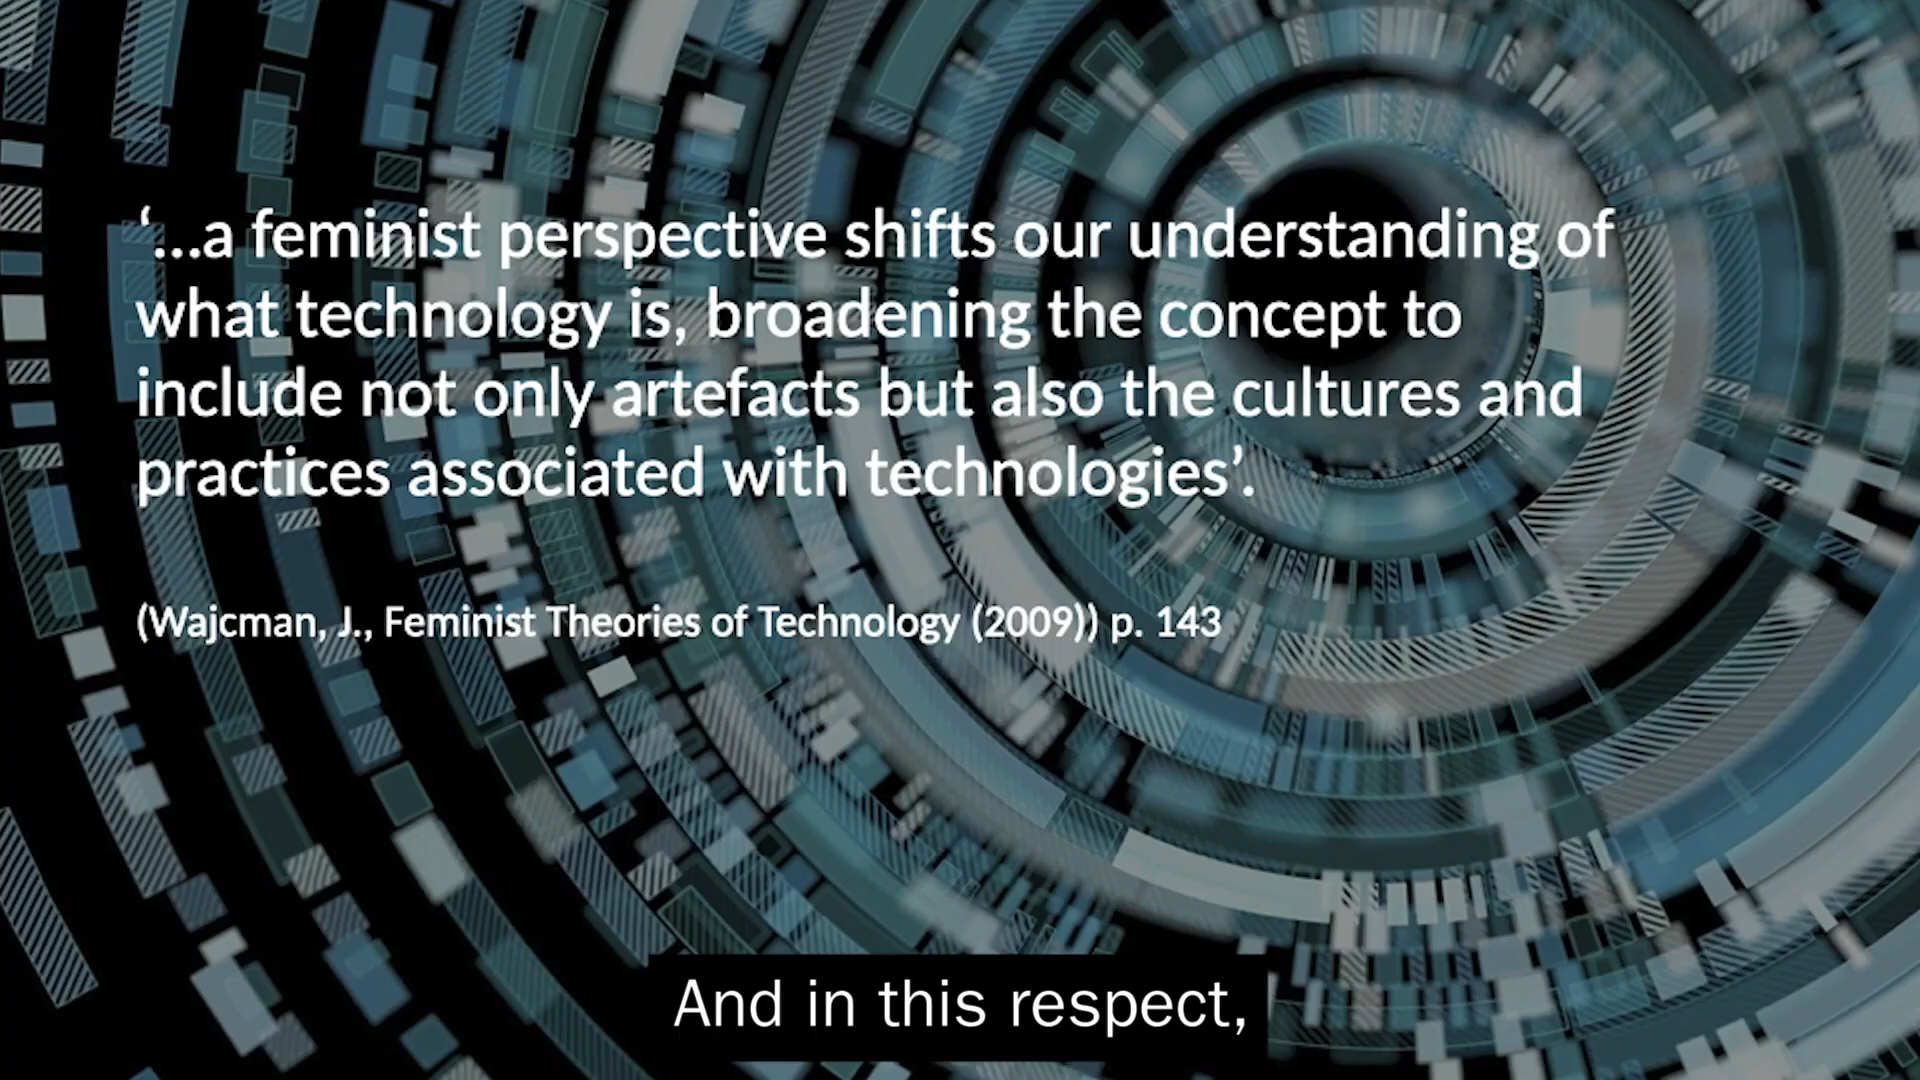 ‘...a feminist perspective shifts our understanding of
what technology is, broadening the concept to
include not only artefacts but also the cultures and
practices associated with technologies’.
(Wajcman, J., Feminist Theories of Technology (2009)) p. 143
And in this respect,